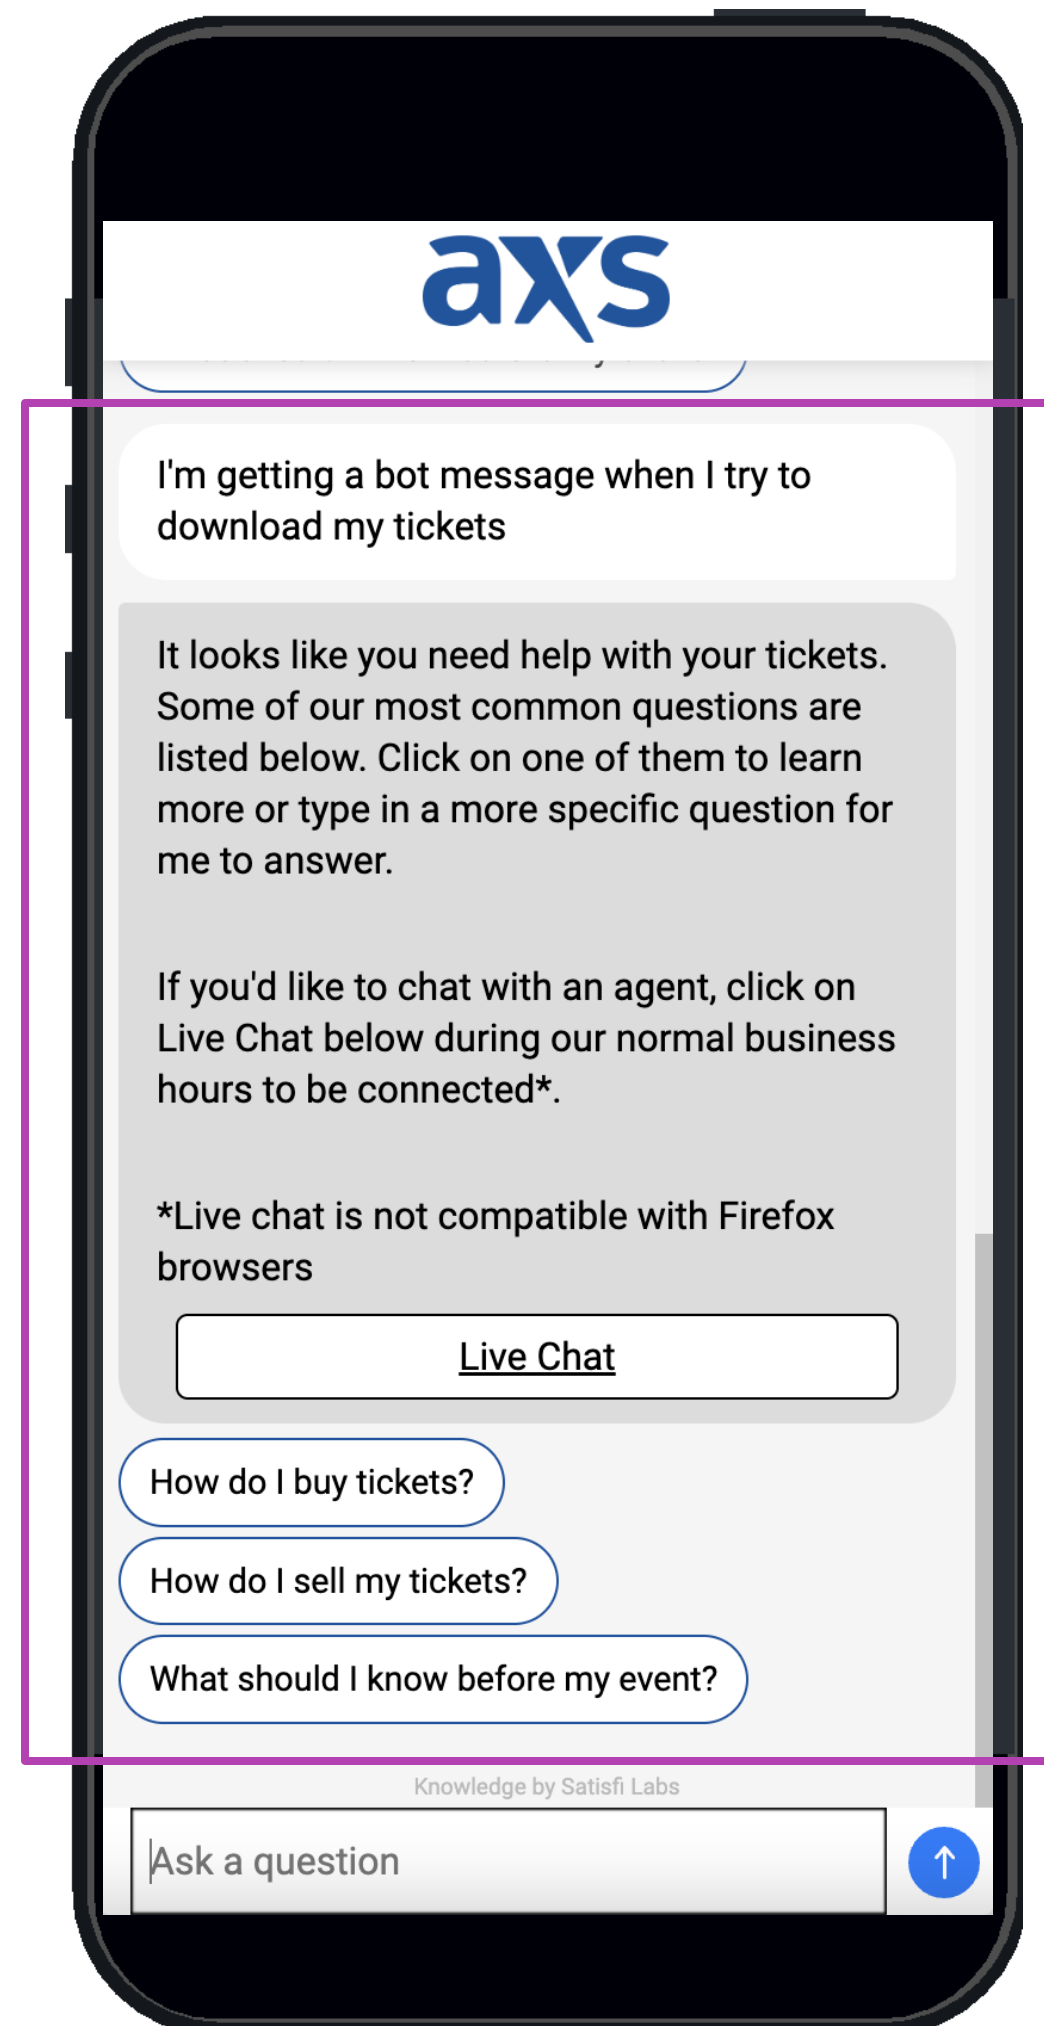 axs
I'm getting a bot message when I try to
download my tickets
It looks like you need help with your tickets.
Some of our most common questions are
listed below. Click on one of them to learn
more or type in a more specific question for
me to answer.
If you'd like to chat with an agent, click on
Live Chat below during our normal business
hours to be connected*.
*Live chat is not compatible with Firefox
browsers
Live Chat
How do I buy tickets?
How do I sell my tickets?
What should I know before my event?
Knowledge by Satisfi Labs
Ask a question